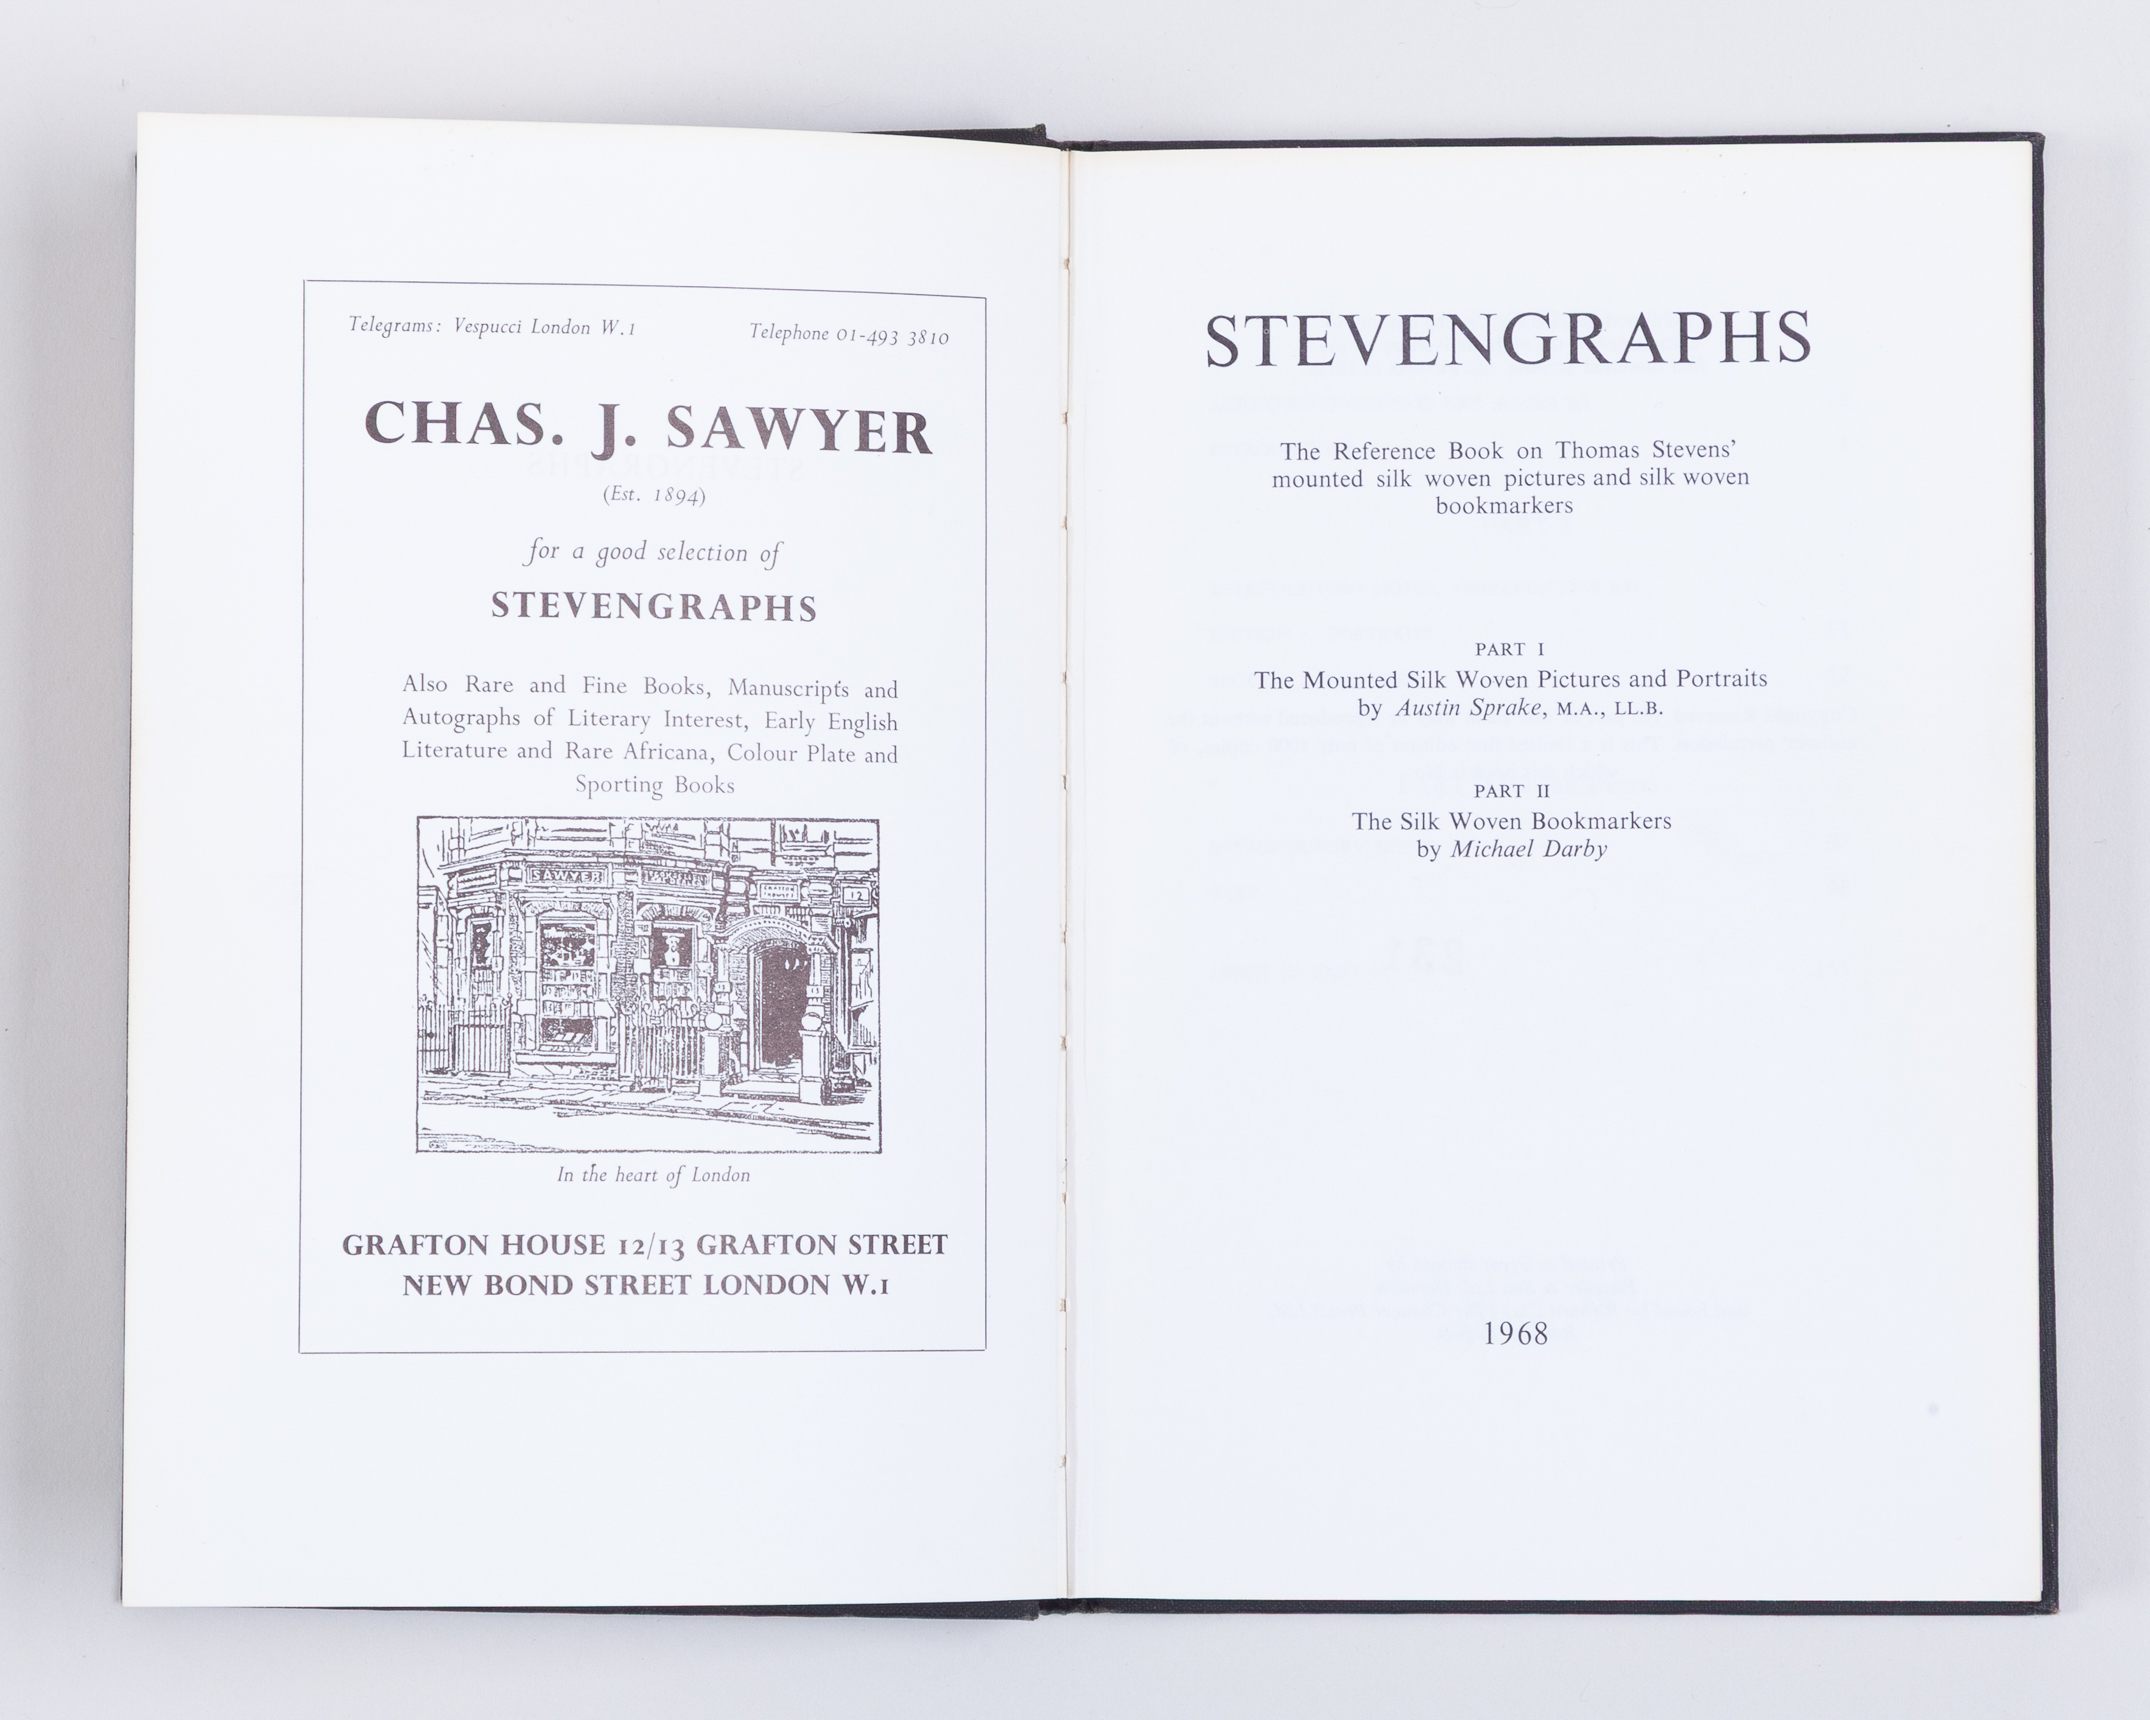 Telegrams: Vespucci London W.1 Telephone 01-493 3810
CHAS. J. SAWYER
(Est. 1894)
for a good selection of
STEVENGRAPHS
Also Rare and Fine Books, Manuscripts and
Autographs of Literary Interest, Early English
Literature and Rare Africana, Colour Plate and
Sporting Books
SAWYER
12
In the heart of London
GRAFTON HOUSE 12/13 GRAFTON STREET
NEW BOND STREET LONDON W.1
STEVENGRAPHS
The Reference Book on Thomas Stevens'
mounted silk woven pictures and silk woven
bookmarkers
PART I
The Mounted Silk Woven Pictures and Portraits
by Austin Sprake, M.A., LL.B.
PART II
The Silk Woven Bookmarkers
by Michael Darby
1968